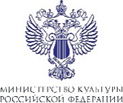 МИНИСТЕРСТВО КУЛЬТУРЫ
РОССИЙСКОЙ ФЕДЕРАЦИИ